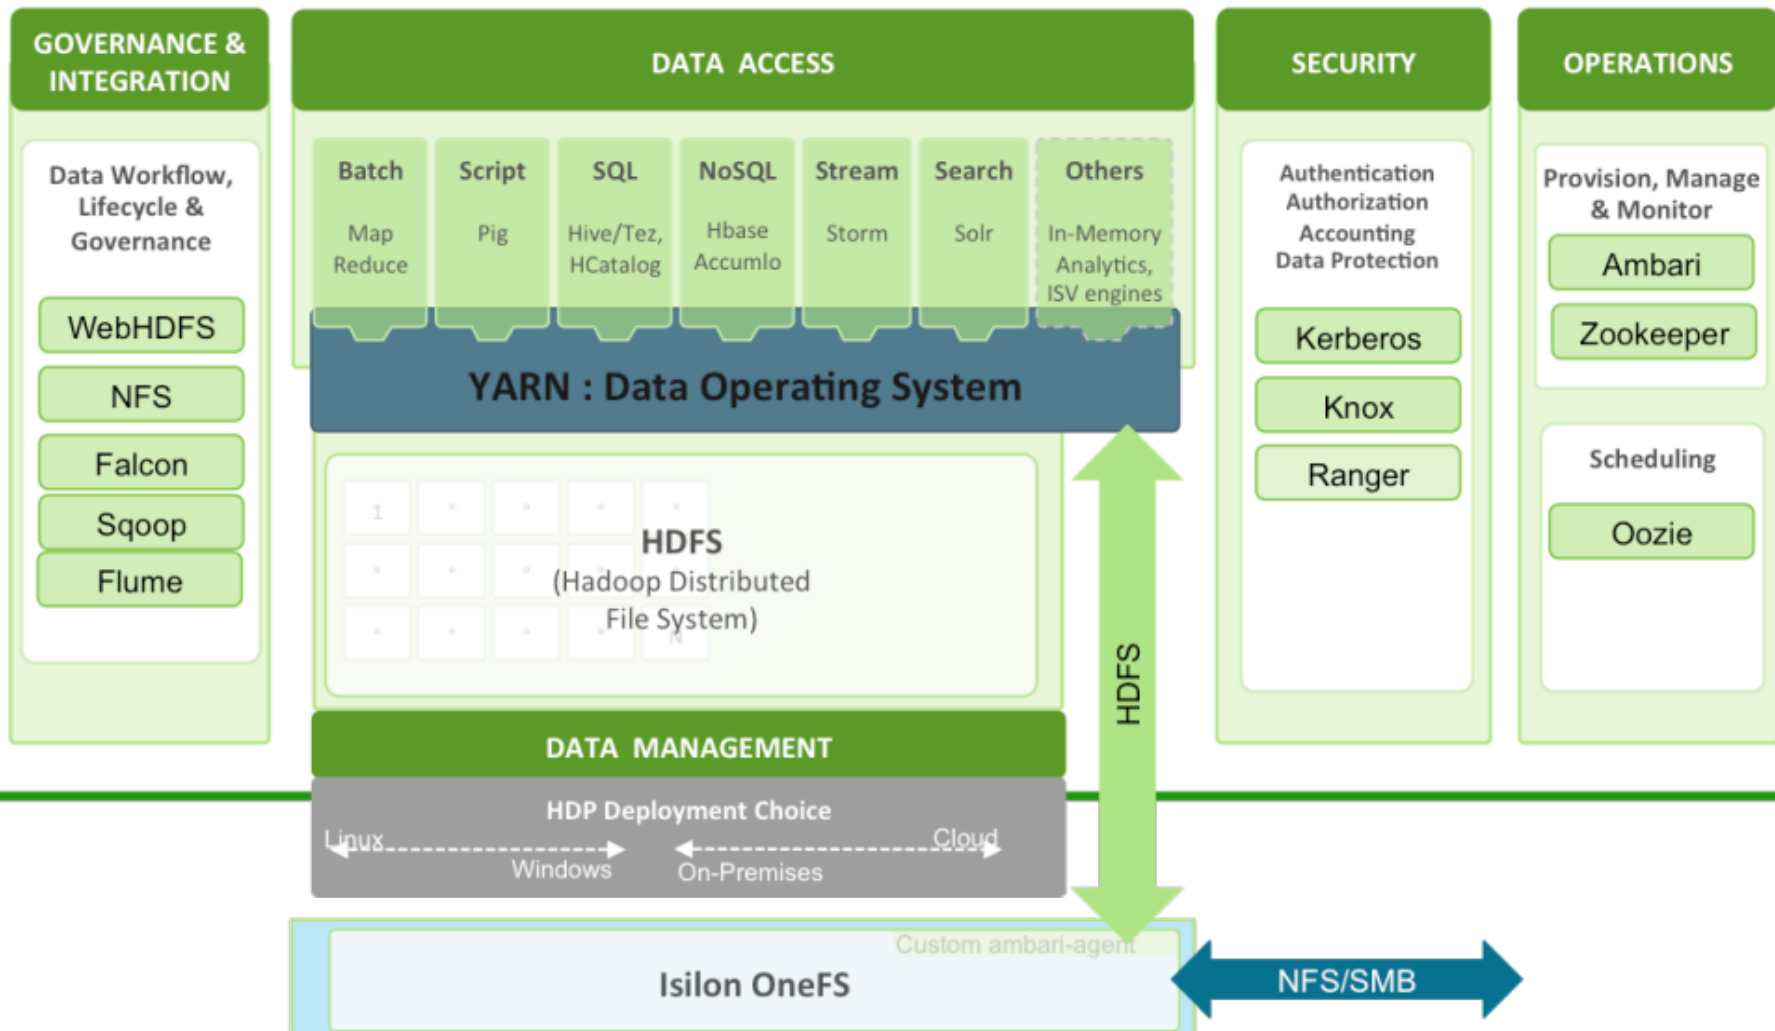 GOVERNANCE &
INTEGRATION
Data Workflow,
Lifecycle &
Governance
WebHDFS
NFS
Falcon
Sqoop
Flume
DATA ACCESS
Batch
Map
Reduce
Script
Pig
SQL
Hive/Tez,
HCatalog
NoSQL
Hbase
Accumlo
Stream
Storm
Search
Solr
Others
In-Memory
Analytics,
ISV engines
YARN : Data Operating System
1
HDFS
(Hadoop Distributed
File System)
N
DATA MANAGEMENT
HDP Deployment Choice
Linux
Windows
On-Premises
Cloud
HDFS
Custom ambari-agent
Isilon OneFS
NFS/SMB
SECURITY
Authentication
Authorization
Accounting
Data Protection
Kerberos
Knox
Ranger
OPERATIONS
Provision, Manage
& Monitor
Ambari
Zookeeper
Scheduling
Oozie